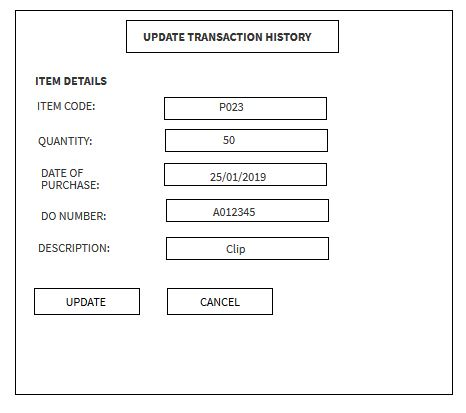 UPDATE TRANSACTION HISTORY
ITEM DETAILS
ITEM CODE: P023
QUANTITY: 50
DATE OF
PURCHASE: 25/01/2019
DO NUMBER: A012345
DESCRIPTION: Clip
UPDATE CANCEL